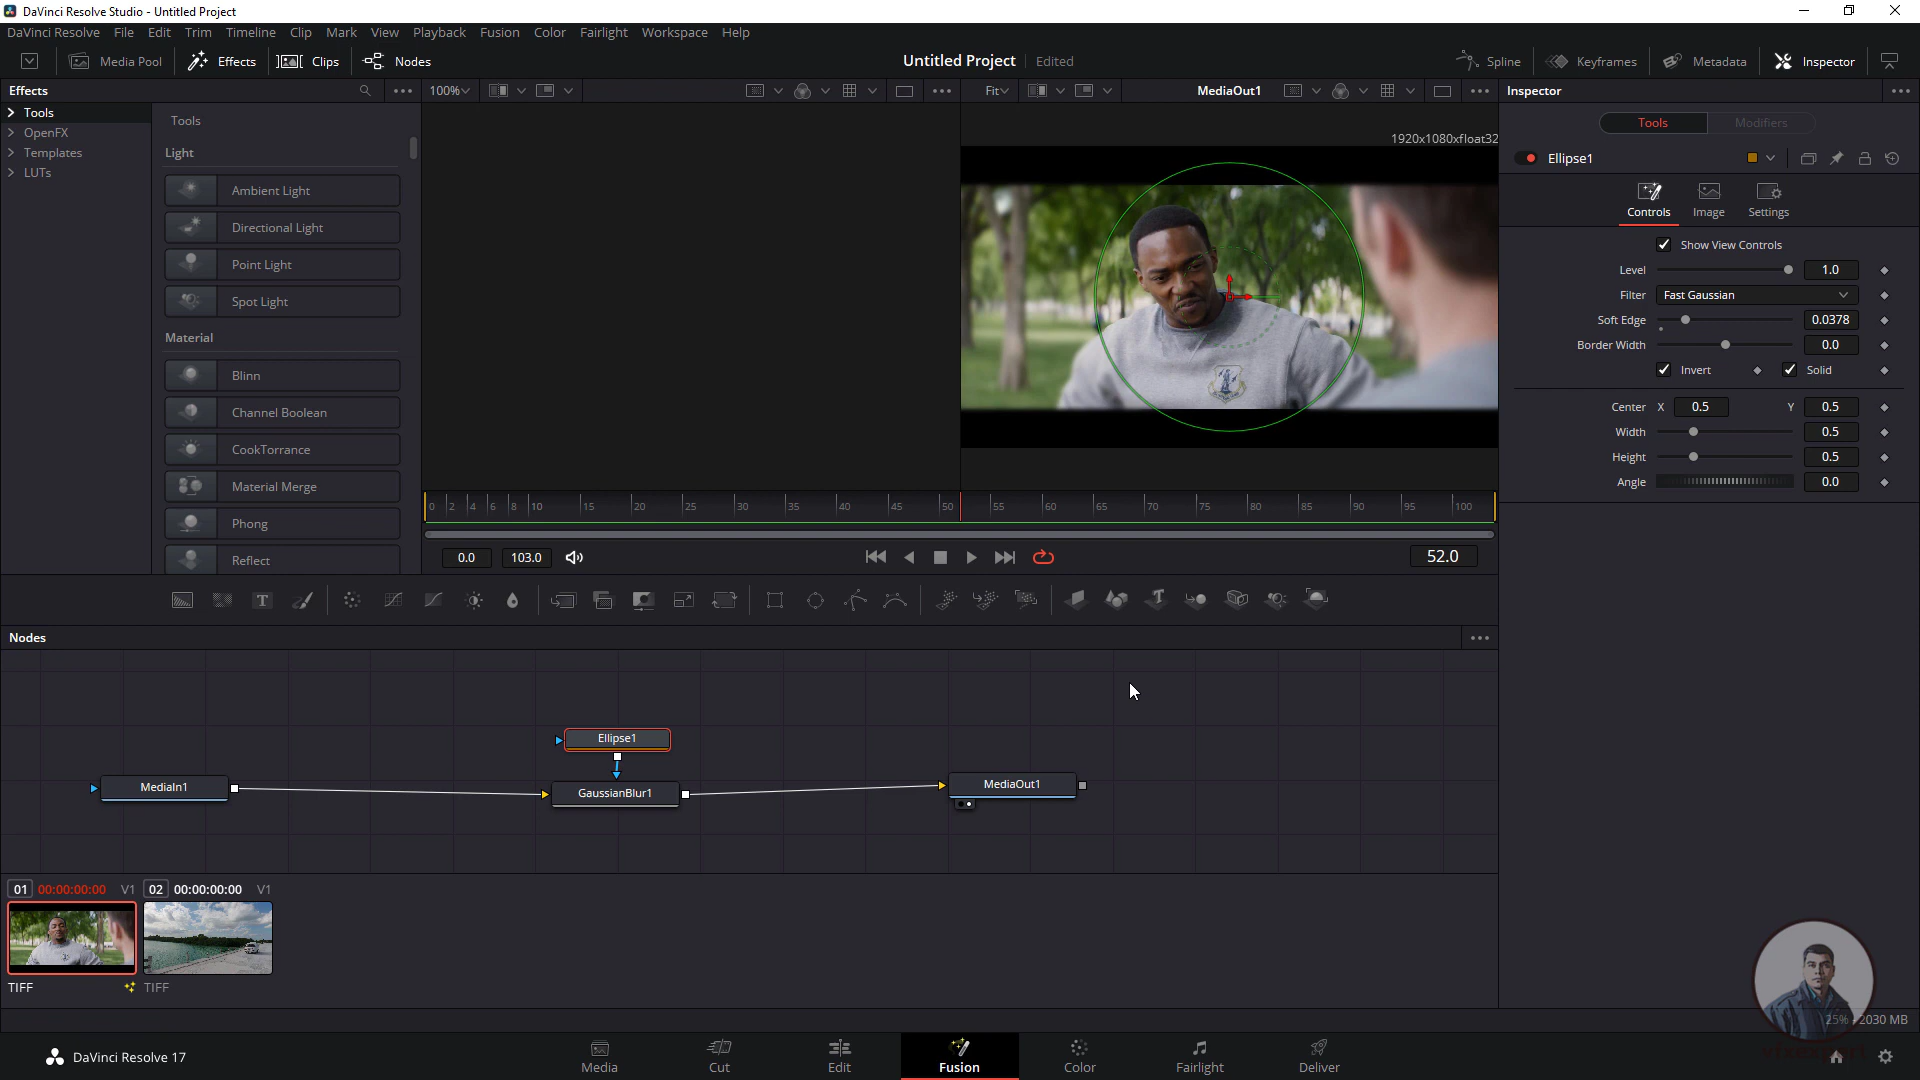 DaVinci Resolve Studio - Untitled Project
DaVinci Resolve File Edit Trim Timeline Clip Mark View Playback Fusion Color Fairlight Workspace Help
Media Pool Effects Clips Nodes Untitled Project Edited Spline Keyframes Metadata Inspector
Effects 100% Fit MediaOut1 Inspector
Tools
OpenFX
Templates
LUTs
Tools
Light
Ambient Light
Directional Light
Point Light
Spot Light
Material
Blinn
Channel Boolean
CookTorrance
Material Merge
Phong
Reflect
1920x1080xfloat32
0 2 4 6 8 10 15 20 25 30 35 40 45 50 55 60 65 70 75 80 85 90 95 100
0.0 103.0 52.0
Tools Modifiers
Ellipse1
Controls Image Settings
Show View Controls
Level 1.0
Filter Fast Gaussian
Soft Edge 0.0378
Border Width 0.0
Invert Solid
Center X 0.5 Y 0.5
Width 0.5
Height 0.5
Angle 0.0
T
Nodes
Ellipse1
MediaIn1
GaussianBlur1
MediaOut1
01 00:00:00:00 V1 02 00:00:00:00 V1
TIFF TIFF
25% - 2030 MB
DaVinci Resolve 17 Media Cut Edit Fusion Color Fairlight Deliver